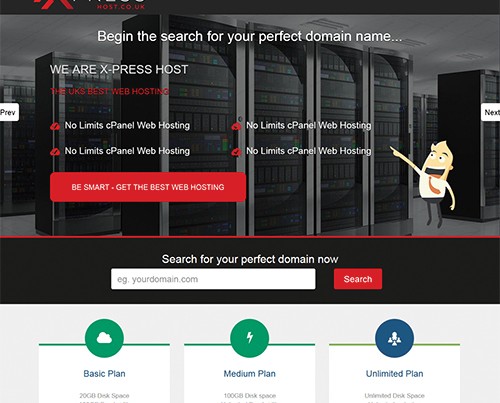 HOST.CO.UK
Begin the search for your perfect domain name...
WE ARE X-PRESS HOST
THE UKS BEST WEB HOSTING
Prev
Next
No Limits cPanel Web Hosting
No Limits cPanel Web Hosting
No Limits cPanel Web Hosting
No Limits cPanel Web Hosting
BE SMART - GET THE BEST WEB HOSTING
Search for your perfect domain now
eg. yourdomain.com
Search
Basic Plan
Medium Plan
Unlimited Plan
20GB Disk Space
100GB Disk Space
Unlimited Disk Space